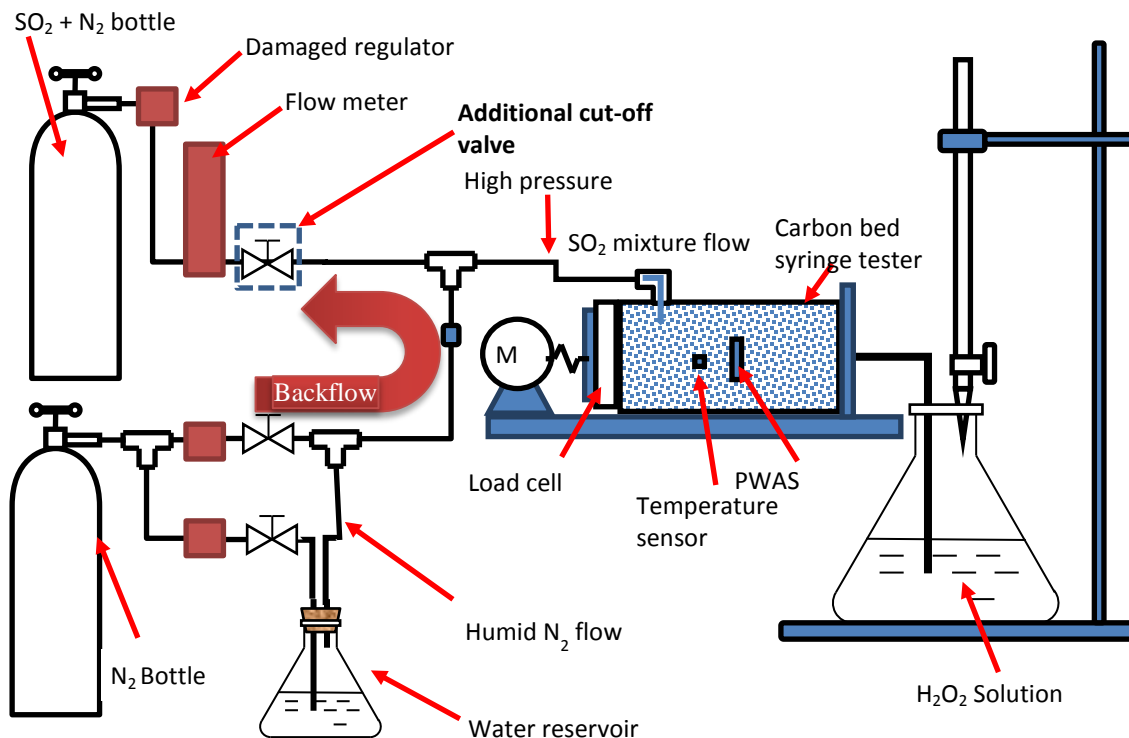 SO₂ + N₂ bottle
Damaged regulator
Flow meter
Additional cut-off
valve
High pressure
SO₂ mixture flow
Carbon bed
syringe tester
M
Backflow
Load cell
PWAS
Temperature
sensor
Humid N₂ flow
N₂ Bottle
Water reservoir
H₂O₂ Solution